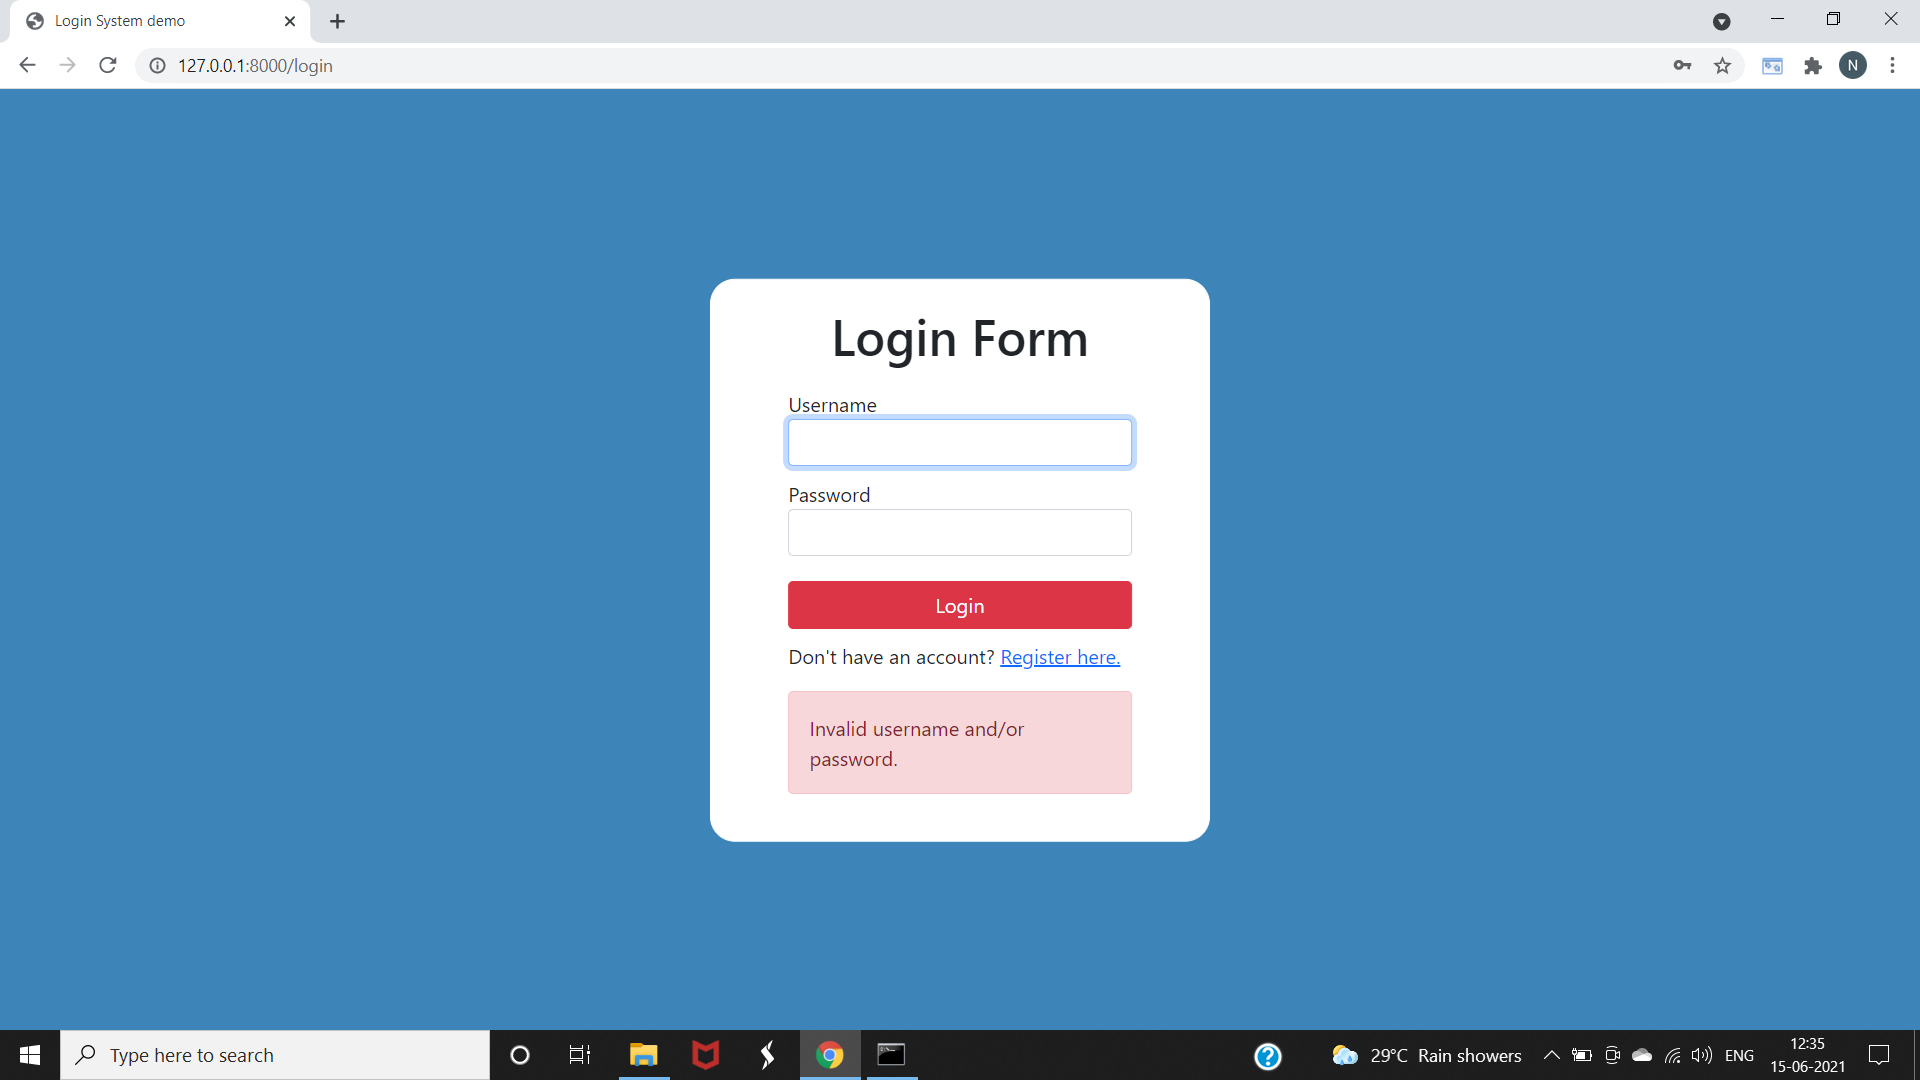 Login System demo
127.0.0.1:8000/login
N
Login Form
Username
Password
Login
Don't have an account? Register here.
Invalid username and/or
password.
Type here to search
29°C Rain showers
ENG
12:35
15-06-2021